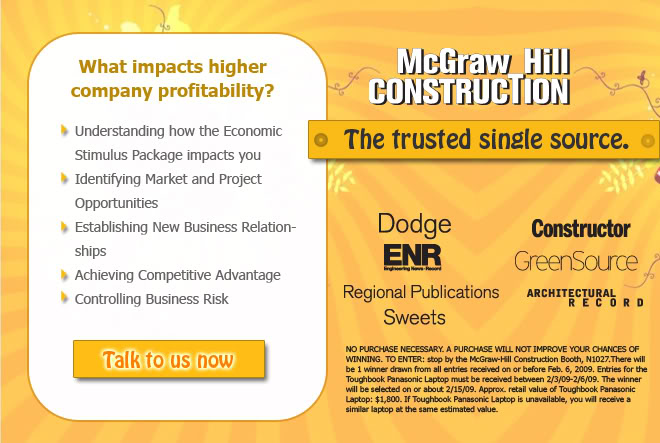 What impacts higher
company profitability?
Understanding how the Economic
Stimulus Package impacts you
Identifying Market and Project
Opportunities
Establishing New Business Relation-
ships
Achieving Competitive Advantage
Controlling Business Risk
Talk to us now
McGraw Hill
CONSTRUCTION
The trusted single source.
Dodge
ENR
Engineering News-Record
Regional Publications
Sweets
Constructor
GreenSource
ARCHITECTURAL
RECORD
NO PURCHASE NECESSARY. A PURCHASE WILL NOT IMPROVE YOUR CHANCES OF
WINNING. TO ENTER: stop by the McGraw-Hill Construction Booth, N1027.There will
be 1 winner drawn from all entries received on or before Feb. 6, 2009. Entries for the
Toughbook Panasonic Laptop must be received between 2/3/09-2/6/09. The winner
will be selected on or about 2/15/09. Approx. retail value of Toughbook Panasonic
Laptop: $1,800. If Toughbook Panasonic Laptop is unavailable, you will receive a
similar laptop at the same estimated value.